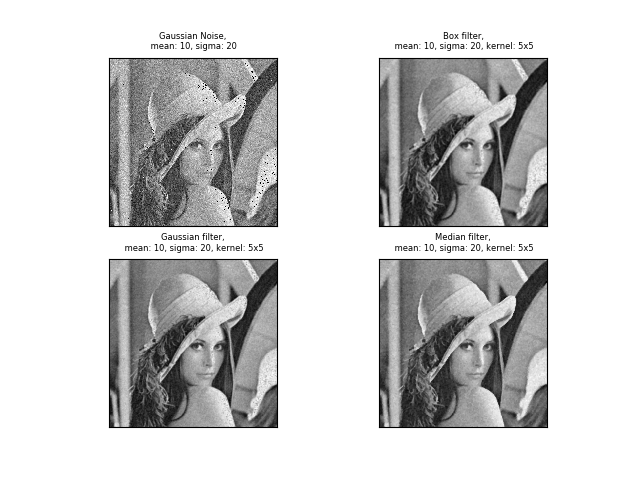 Gaussian Noise,
mean: 10, sigma: 20
Box filter,
mean: 10, sigma: 20, kernel: 5x5
Gaussian filter,
mean: 10, sigma: 20, kernel: 5x5
Median filter,
mean: 10, sigma: 20, kernel: 5x5